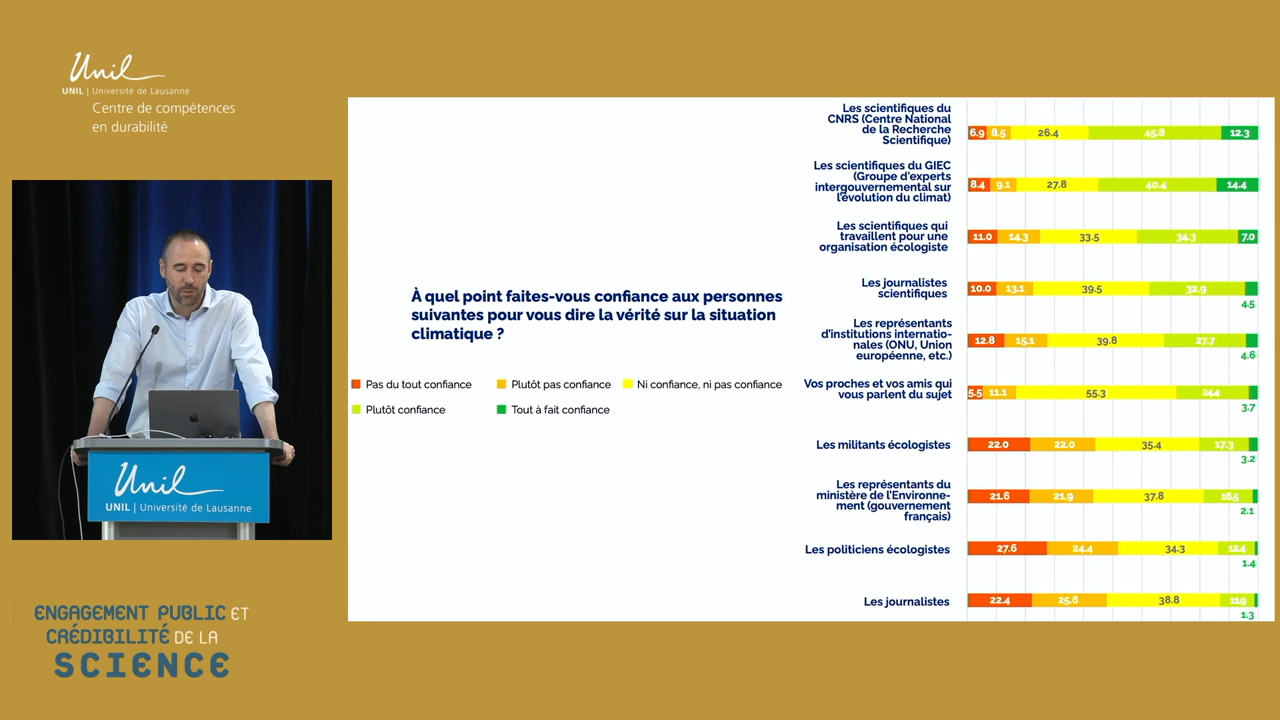 Unil
UNIL | Université de Lausanne
Centre de compétences
en durabilité
Unil
UNIL | Université de Lausanne
ENGAGEMENT PUBLIC ET
CRÉDIBILITÉ DE LA
SCIENCE
À quel point faites-vous confiance aux personnes
suivantes pour vous dire la vérité sur la situation
climatique ?
Pas du tout confiance
Plutôt pas confiance
Ni confiance, ni pas confiance
Plutôt confiance
Tout à fait confiance
Les scientifiques du
CNRS (Centre National
de la Recherche
Scientifique)
6.9 8.5 26.4 45.8 12.3
Les scientifiques du GIEC
(Groupe d'experts
intergouvernemental sur
l'évolution du climat)
8.4 9.1 27.8 40.4 14.4
Les scientifiques qui
travaillent pour une
organisation écologiste
11.0 14.3 33.5 34.3 7.0
Les journalistes
scientifiques
10.0 13.1 39.5 32.9
4.5
Les représentants
d'institutions internatio-
nales (ONU, Union
européenne, etc.)
12.8 15.1 39.8 27.7
4.6
Vos proches et vos amis qui
vous parlent du sujet
5.5 11.1 55.3 24.4
3.7
Les militants écologistes
22.0 22.0 35.4 17.3
3.2
Les représentants du
ministère de l'Environne-
ment (gouvernement
français)
21.6 21.9 37.8 16.5
2.1
Les politiciens écologistes
27.6 24.4 34.3 12.4
1.4
Les journalistes
22.4 25.6 38.8 11.9
1.3